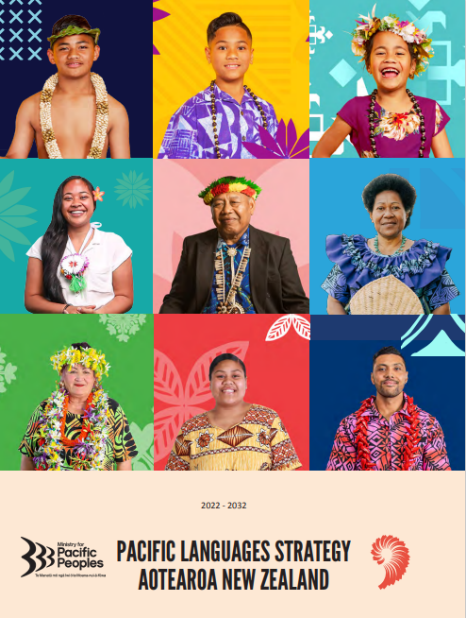 2022 - 2032
Ministry for
Pacific
Peoples
PACIFIC LANGUAGES STRATEGY
AOTEAROA NEW ZEALAND